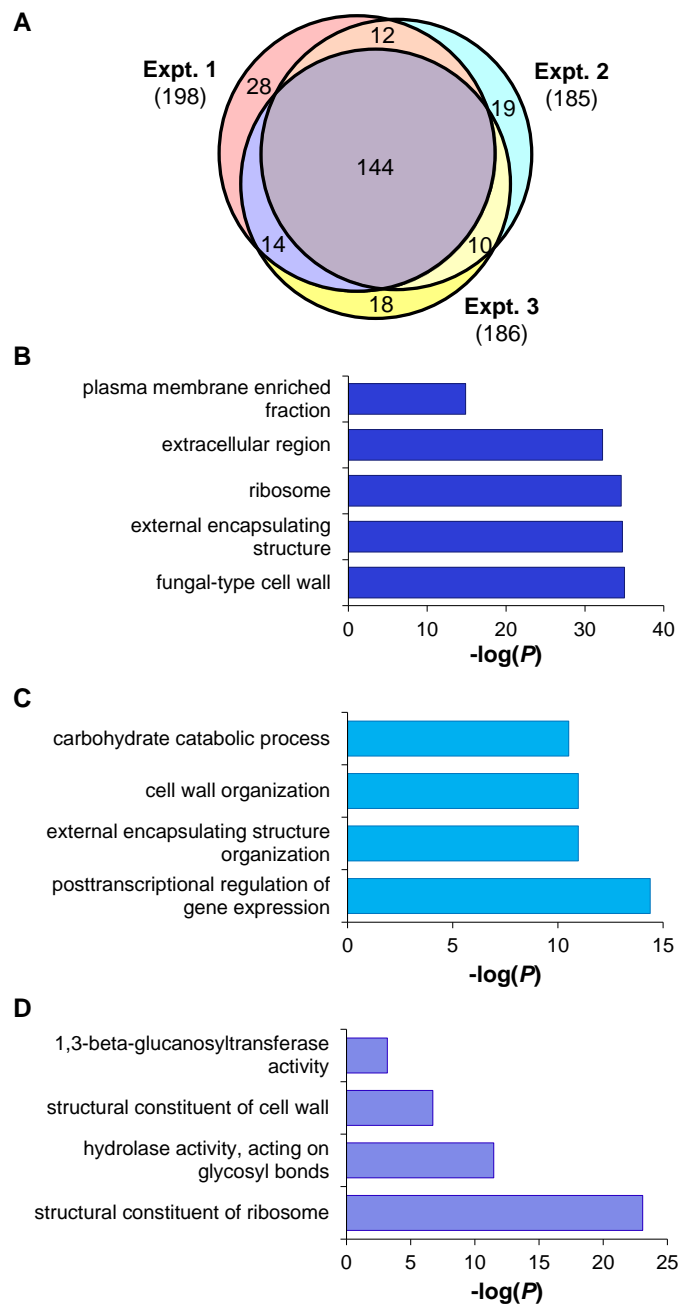 A
Expt. 1
(198)
28
12
Expt. 2
(185)
19
144
14
10
18
Expt. 3
(186)
B
plasma membrane enriched
fraction
extracellular region
ribosome
external encapsulating
structure
fungal-type cell wall
0 10 20 30 40
-log(P)
C
carbohydrate catabolic process
cell wall organization
external encapsulating structure
organization
posttranscriptional regulation of
gene expression
0 5 10 15
-log(P)
D
1,3-beta-glucanosyltransferase
activity
structural constituent of cell wall
hydrolase activity, acting on
glycosyl bonds
structural constituent of ribosome
0 5 10 15 20 25
-log(P)